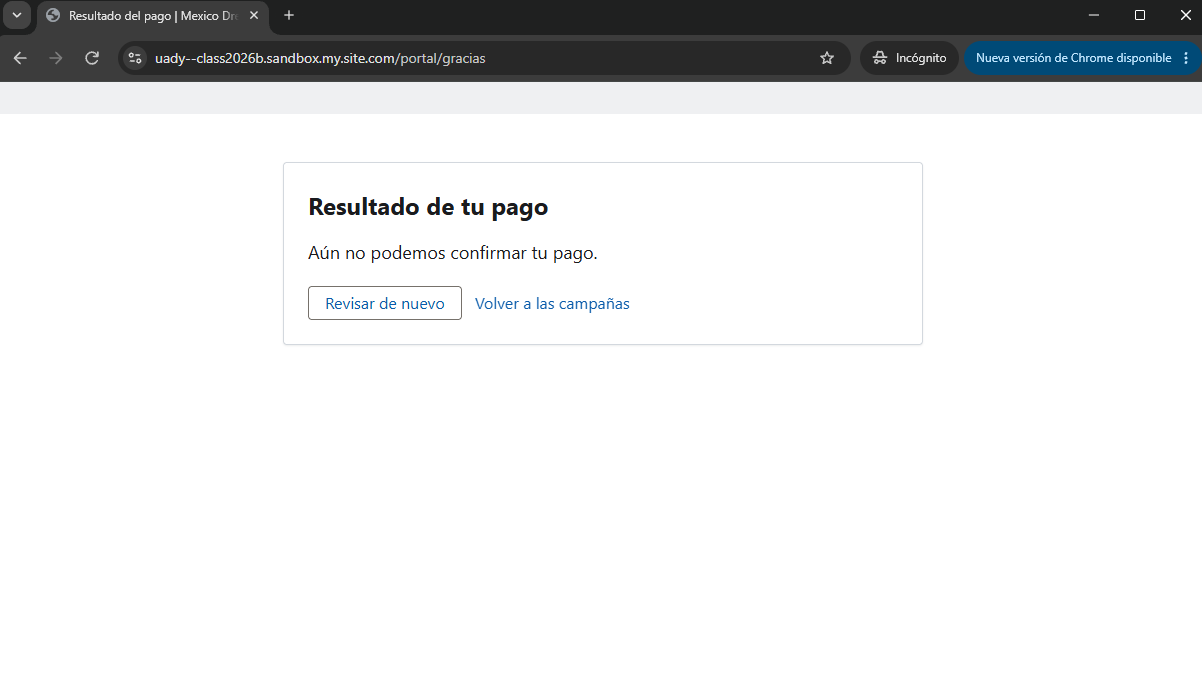 Resultado del pago | Mexico Dr
uady--class2026b.sandbox.my.site.com/portal/gracias
Incógnito
Nueva versión de Chrome disponible
Resultado de tu pago
Aún no podemos confirmar tu pago.
Revisar de nuevo
Volver a las campañas